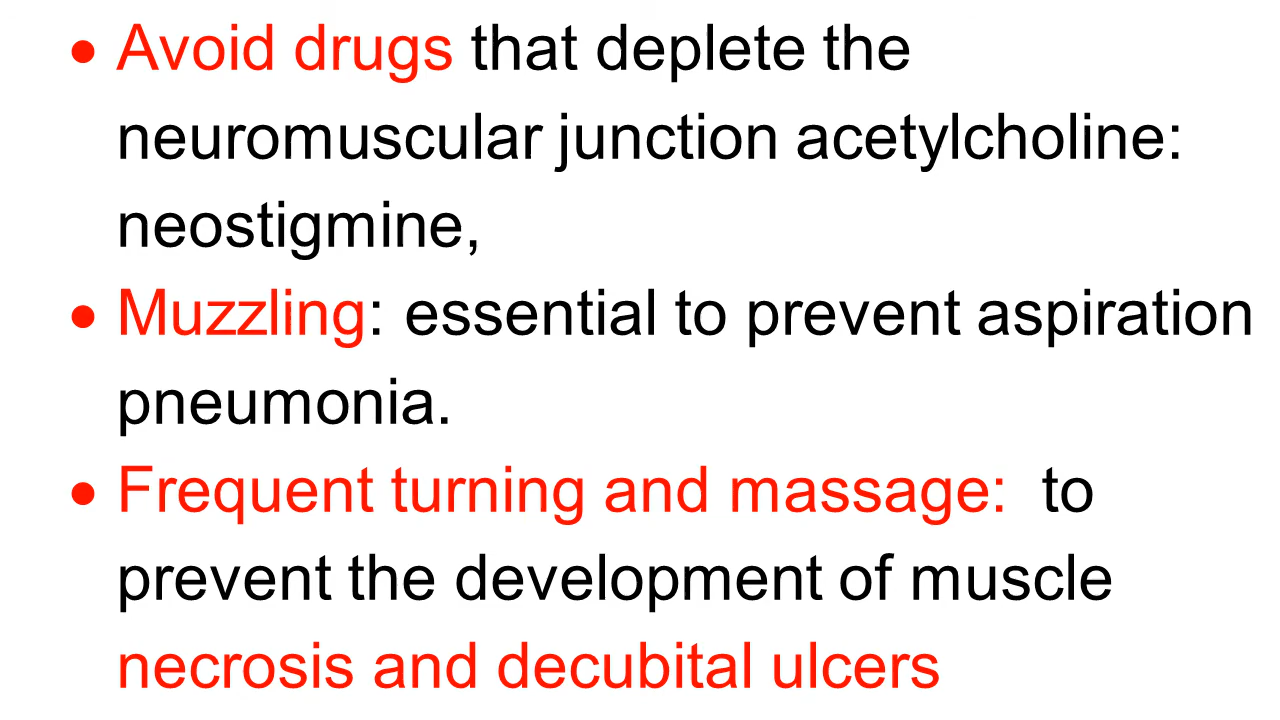 • Avoid drugs that deplete the
neuromuscular junction acetylcholine:
neostigmine,
• Muzzling: essential to prevent aspiration
pneumonia.
• Frequent turning and massage:  to
prevent the development of muscle
necrosis and decubital ulcers